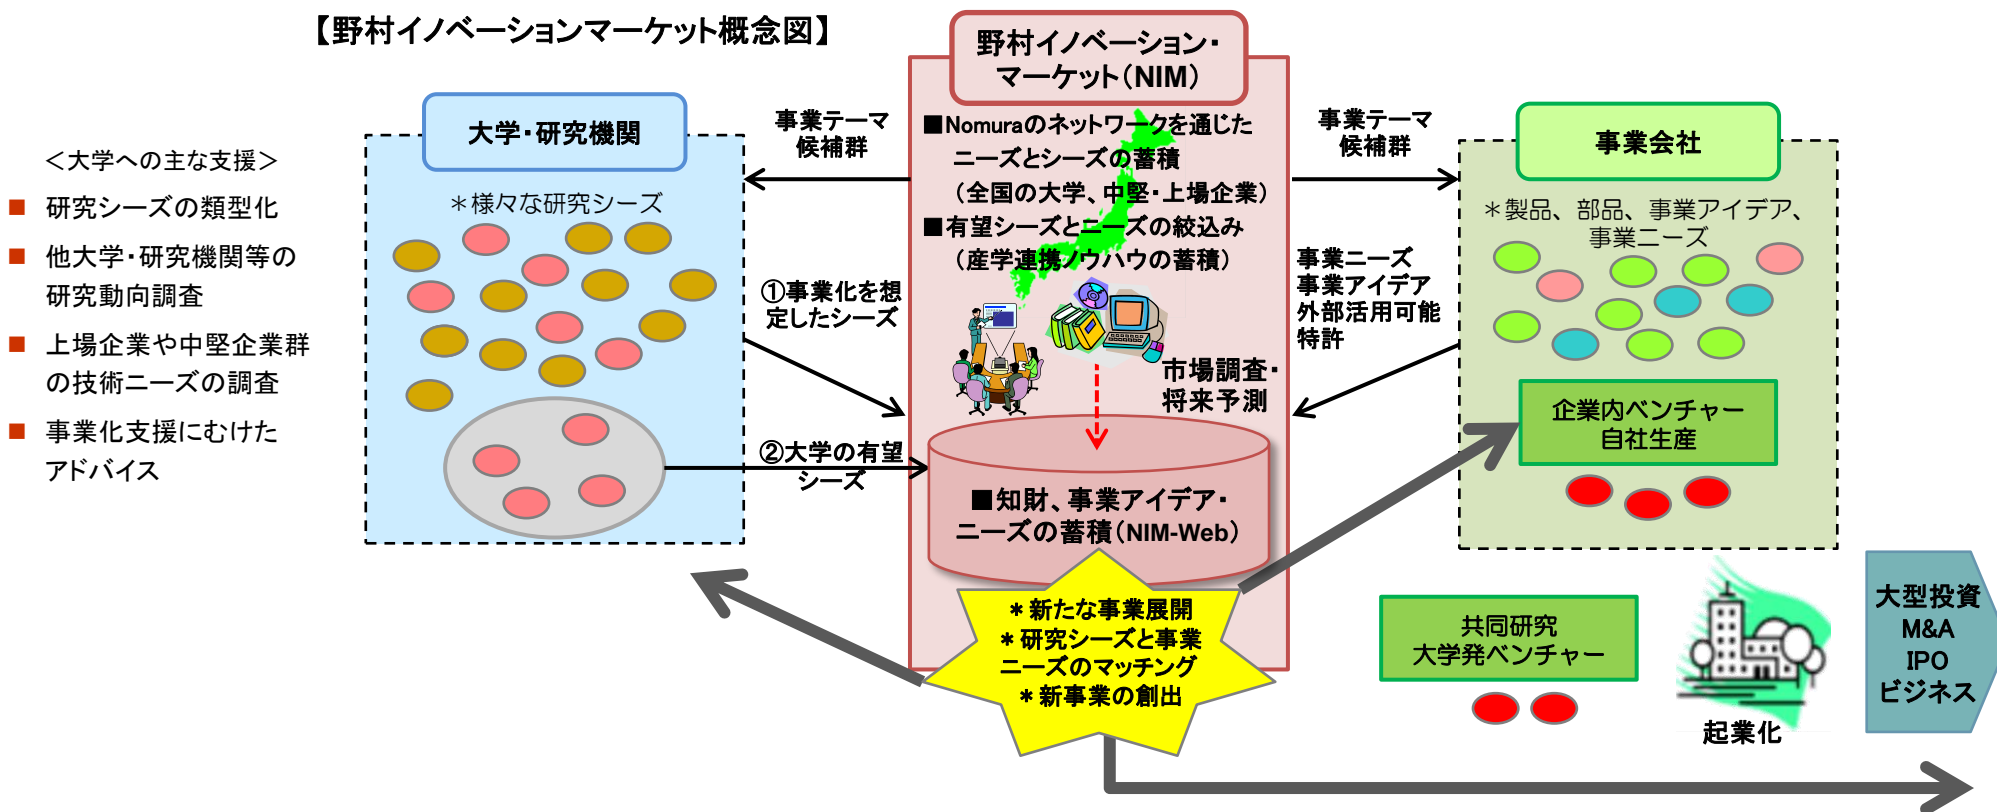 【野村イノベーションマーケット概念図】
<大学への主な支援>
■ 研究シーズの類型化
■ 他大学・研究機関等の
研究動向調査
■ 上場企業や中堅企業群
の技術ニーズの調査
■ 事業化支援にむけた
アドバイス
大学・研究機関
*様々な研究シーズ
事業テーマ
候補群
①事業化を想
定したシーズ
②大学の有望
シーズ
野村イノベーション・
マーケット(NIM)
■Nomuraのネットワークを通じた
ニーズとシーズの蓄積
(全国の大学、中堅・上場企業)
■有望シーズとニーズの絞込み
(産学連携ノウハウの蓄積)
市場調査・
将来予測
■知財、事業アイデア・
ニーズの蓄積(NIM-Web)
*新たな事業展開
*研究シーズと事業
ニーズのマッチング
*新事業の創出
事業テーマ
候補群
事業ニーズ
事業アイデア
外部活用可能
特許
事業会社
*製品、部品、事業アイデア、
事業ニーズ
企業内ベンチャー
自社生産
共同研究
大学発ベンチャー
起業化
大型投資
M&A
IPO
ビジネス